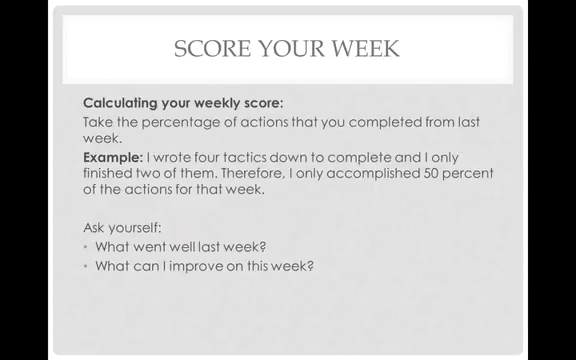 SCORE YOUR WEEK
Calculating your weekly score:
Take the percentage of actions that you completed from last
week.
Example: I wrote four tactics down to complete and I only
finished two of them. Therefore, I only accomplished 50 percent
of the actions for that week.
Ask yourself:
• What went well last week?
• What can I improve on this week?